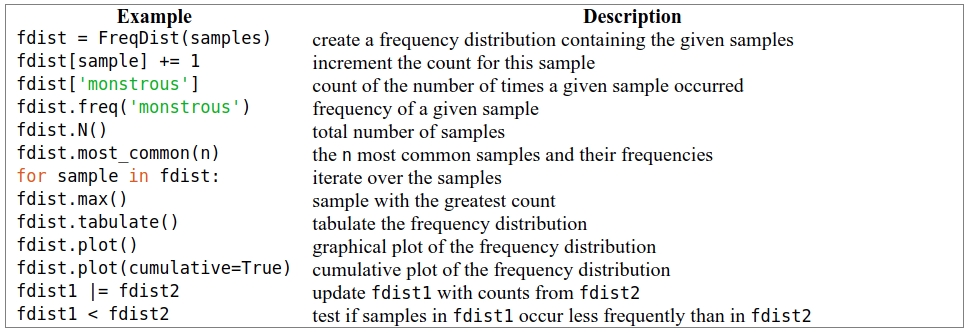 Example Description
fdist = FreqDist(samples) create a frequency distribution containing the given samples
fdist[sample] += 1 increment the count for this sample
fdist['monstrous'] count of the number of times a given sample occurred
fdist.freq('monstrous') frequency of a given sample
fdist.N() total number of samples
fdist.most_common(n) the n most common samples and their frequencies
for sample in fdist: iterate over the samples
fdist.max() sample with the greatest count
fdist.tabulate() tabulate the frequency distribution
fdist.plot() graphical plot of the frequency distribution
fdist.plot(cumulative=True) cumulative plot of the frequency distribution
fdist1 |= fdist2 update fdist1 with counts from fdist2
fdist1 < fdist2 test if samples in fdist1 occur less frequently than in fdist2